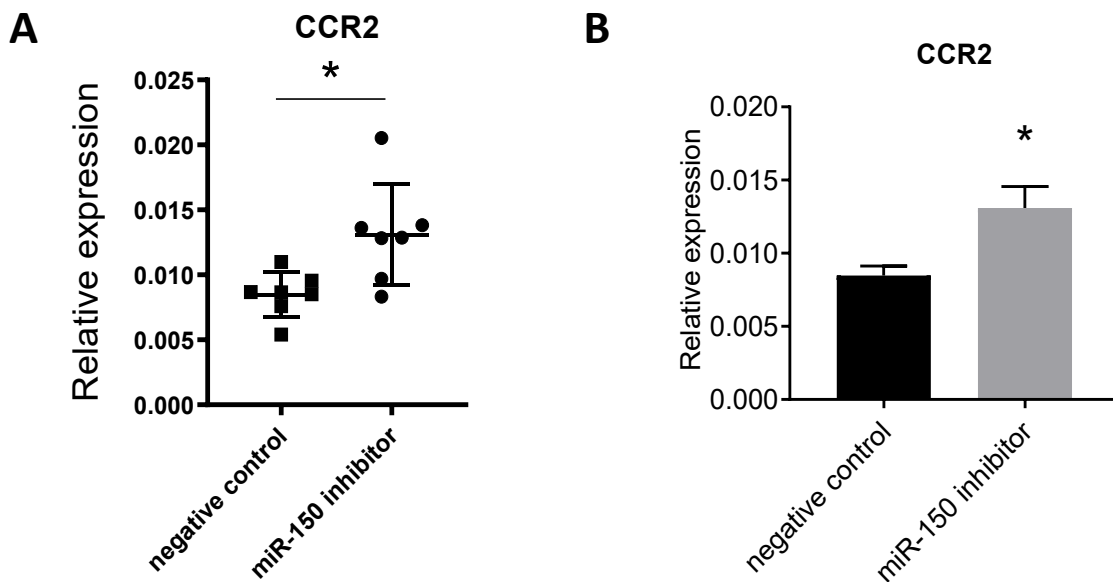 A
CCR2
*
Relative expression
0.025
0.020
0.015
0.010
0.005
0.000
negative control
miR-150 inhibitor
B
CCR2
*
Relative expression
0.020
0.015
0.010
0.005
0.000
negative control
miR-150 inhibitor